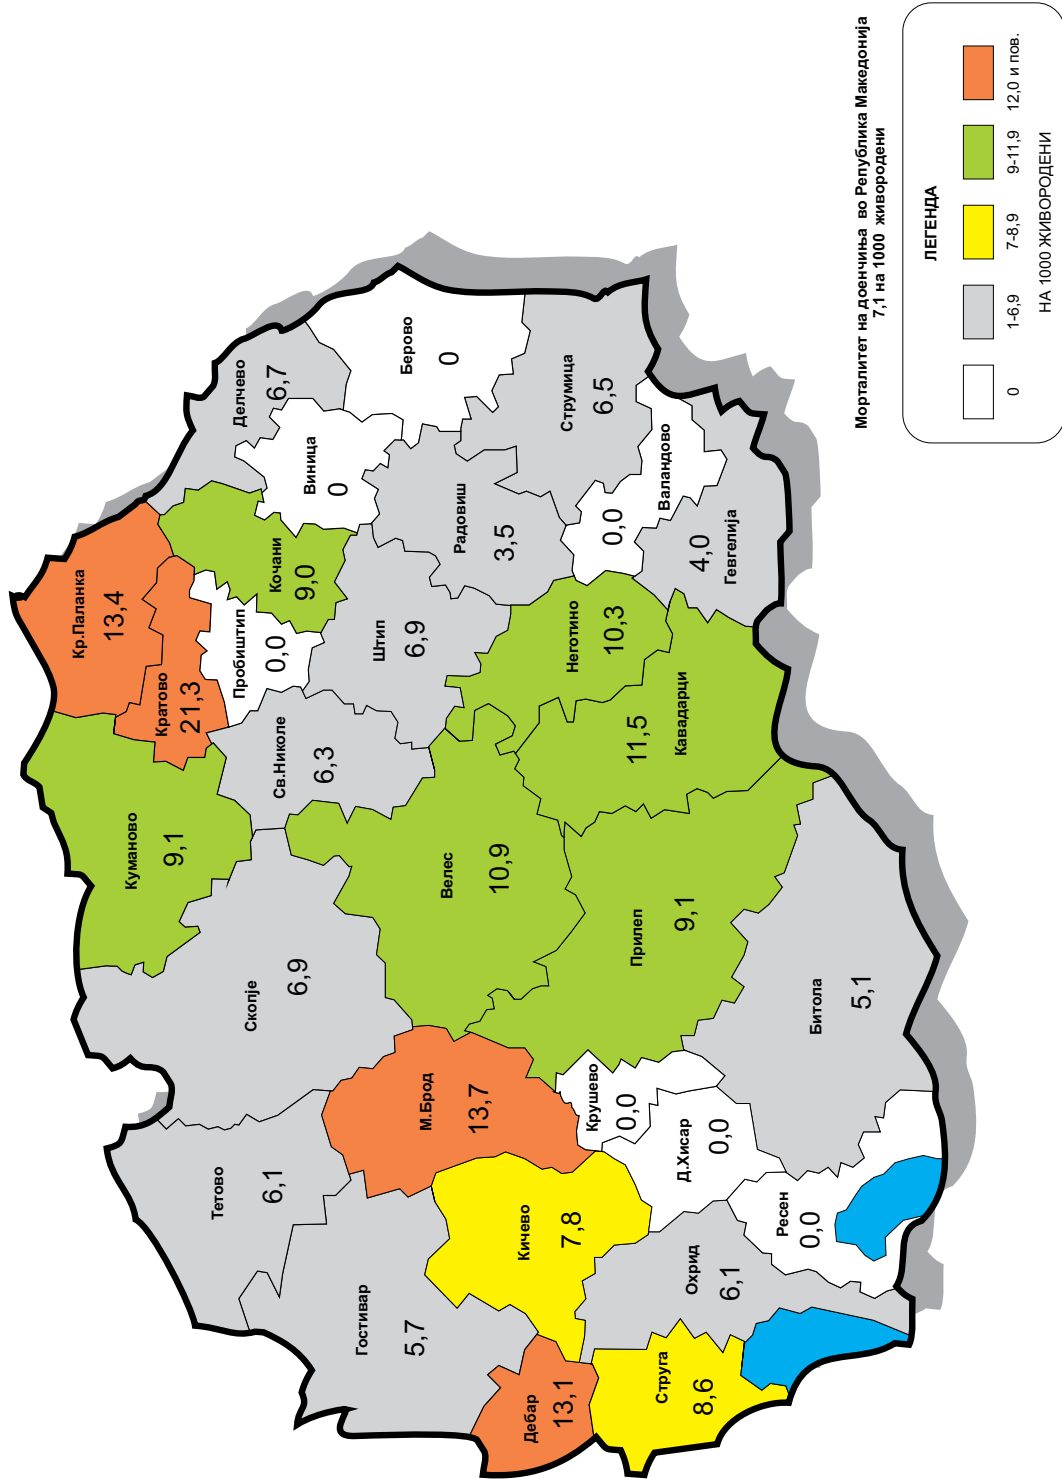 Кр.Паланка
13,4
Куманово
9,1
Кратово
21,3
Пробиштип
0,0
Кочани
9,0
Делчево
6,7
Виница
0
Берово
0
Св.Николе
6,3
Штип
6,9
Радовиш
3,5
Струмица
6,5
Скопје
6,9
Тетово
6,1
Гостивар
5,7
Велес
10,9
Неготино
10,3
Кавадарци
11,5
Валандово
0,0
Гевгелија
4,0
М.Брод
13,7
Кичево
7,8
Дебар
13,1
Струга
8,6
Охрид
6,1
Ресен
0,0
Д.Хисар
0,0
Крушево
0,0
Прилеп
9,1
Битола
5,1
Морталитет на доенчиња во Република Македонија
7,1 на 1000 живородени
ЛЕГЕНДА
0 1-6,9 7-8,9 9-11,9 12,0 и пов.
НА 1000 ЖИВОРОДЕНИ